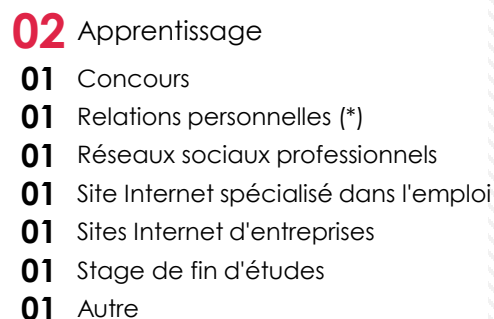 02 Apprentissage
01 Concours
01 Relations personnelles (*)
01 Réseaux sociaux professionnels
01 Site Internet spécialisé dans l'emploi
01 Sites Internet d'entreprises
01 Stage de fin d'études
01 Autre